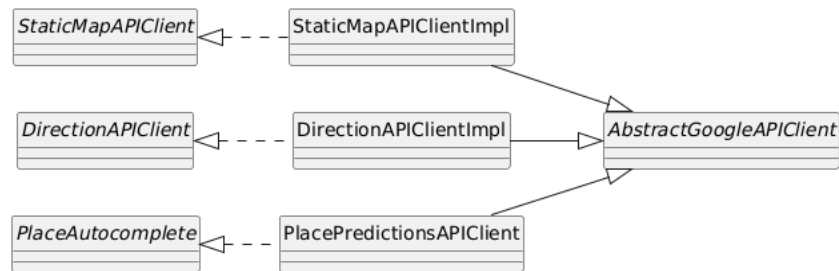 StaticMapAPIClient
StaticMapAPIClientImpl
DirectionAPIClient
DirectionAPIClientImpl
AbstractGoogleAPIClient
PlaceAutocomplete
PlacePredictionsAPIClient